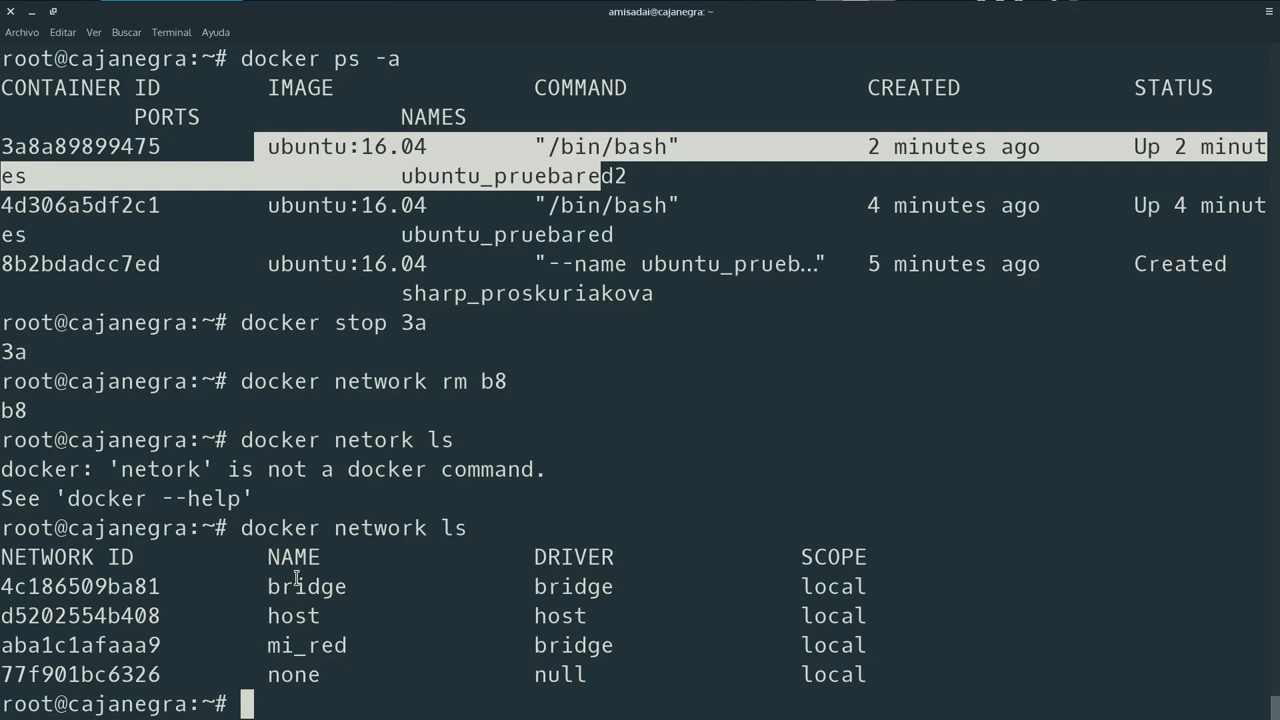 amisadai@cajanegra: ~
Archivo Editar Ver Buscar Terminal Ayuda
root@cajanegra:~# docker ps -a
CONTAINER ID IMAGE COMMAND CREATED STATUS
PORTS NAMES
3a8a89899475 ubuntu:16.04 "/bin/bash" 2 minutes ago Up 2 minut
es ubuntu_pruebared2
4d306a5df2c1 ubuntu:16.04 "/bin/bash" 4 minutes ago Up 4 minut
es ubuntu_pruebared
8b2bdadcc7ed ubuntu:16.04 "--name ubuntu_prueb…" 5 minutes ago Created
sharp_proskuriakova
root@cajanegra:~# docker stop 3a
3a
root@cajanegra:~# docker network rm b8
b8
root@cajanegra:~# docker netork ls
docker: 'netork' is not a docker command.
See 'docker --help'
root@cajanegra:~# docker network ls
NETWORK ID NAME DRIVER SCOPE
4c186509ba81 bridge bridge local
d5202554b408 host host local
aba1c1afaaa9 mi_red bridge local
77f901bc6326 none null local
root@cajanegra:~#